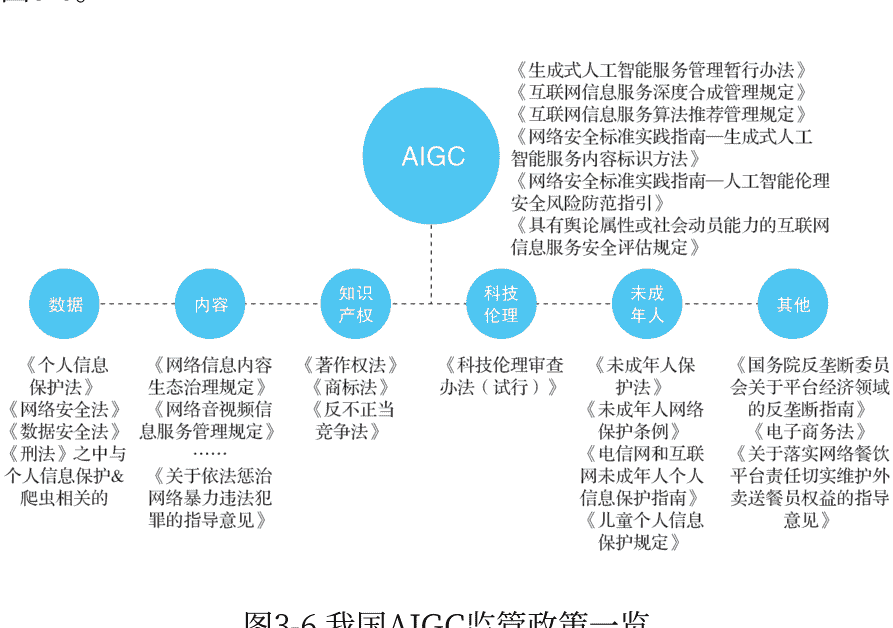 AIGC
《生成式人工智能服务管理暂行办法》
《互联网信息服务深度合成管理规定》
《互联网信息服务算法推荐管理规定》
《网络安全标准实践指南—生成式人工
智能服务内容标识方法》
《网络安全标准实践指南—人工智能伦理
安全风险防范指引》
《具有舆论属性或社会动员能力的互联网
信息服务安全评估规定》
数据
《个人信息
保护法》
《网络安全法》
《数据安全法》
《刑法》之中与
个人信息保护&
爬虫相关的
内容
《网络信息内容
生态治理规定》
《网络音视频信
息服务管理规定》
……
《关于依法惩治
网络暴力违法犯
罪的指导意见》
知识
产权
《著作权法》
《商标法》
《反不正当
竞争法》
科技
伦理
《科技伦理审查
办法（试行）》
未成
年人
《未成年人保
护法》
《未成年人网络
保护条例》
《电信网和互联
网未成年人个人
信息保护指南》
《儿童个人信息
保护规定》
其他
《国务院反垄断委员
会关于平台经济领域
的反垄断指南》
《电子商务法》
《关于落实网络餐饮
平台责任切实维护外
卖送餐员权益的指导
意见》
图3-6 我国AIGC监管政策一览